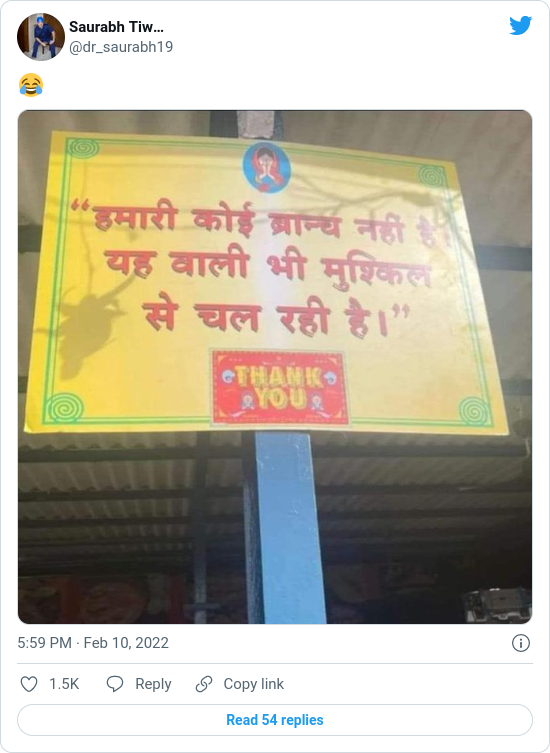 Saurabh Tiw...
@dr_saurabh19
😂
“हमारी कोई ब्रान्च नहीं है।
यह वाली भी मुश्किल
से चल रही है।”
THANK
YOU
5:59 PM · Feb 10, 2022
1.5K Reply Copy link
Read 54 replies